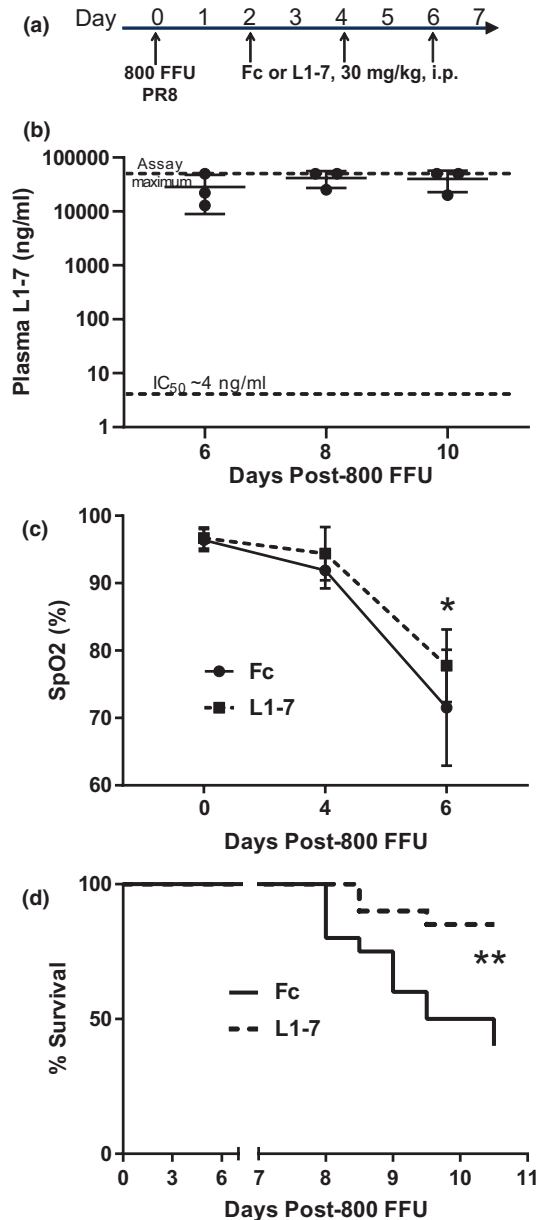 (a)
Day 0 1 2 3 4 5 6 7
800 FFU
PR8
Fc or L1-7, 30 mg/kg, i.p.
(b)
Plasma L1-7 (ng/ml)
100000
10000
1000
100
10
1
Assay
maximum
IC50 ~4 ng/ml
6 8 10
Days Post-800 FFU
(c)
SpO2 (%)
100
90
80
70
60
*
Fc
L1-7
0 4 6
Days Post-800 FFU
(d)
% Survival
100
50
0
**
Fc
L1-7
0 3 6 7 8 9 10 11
Days Post-800 FFU